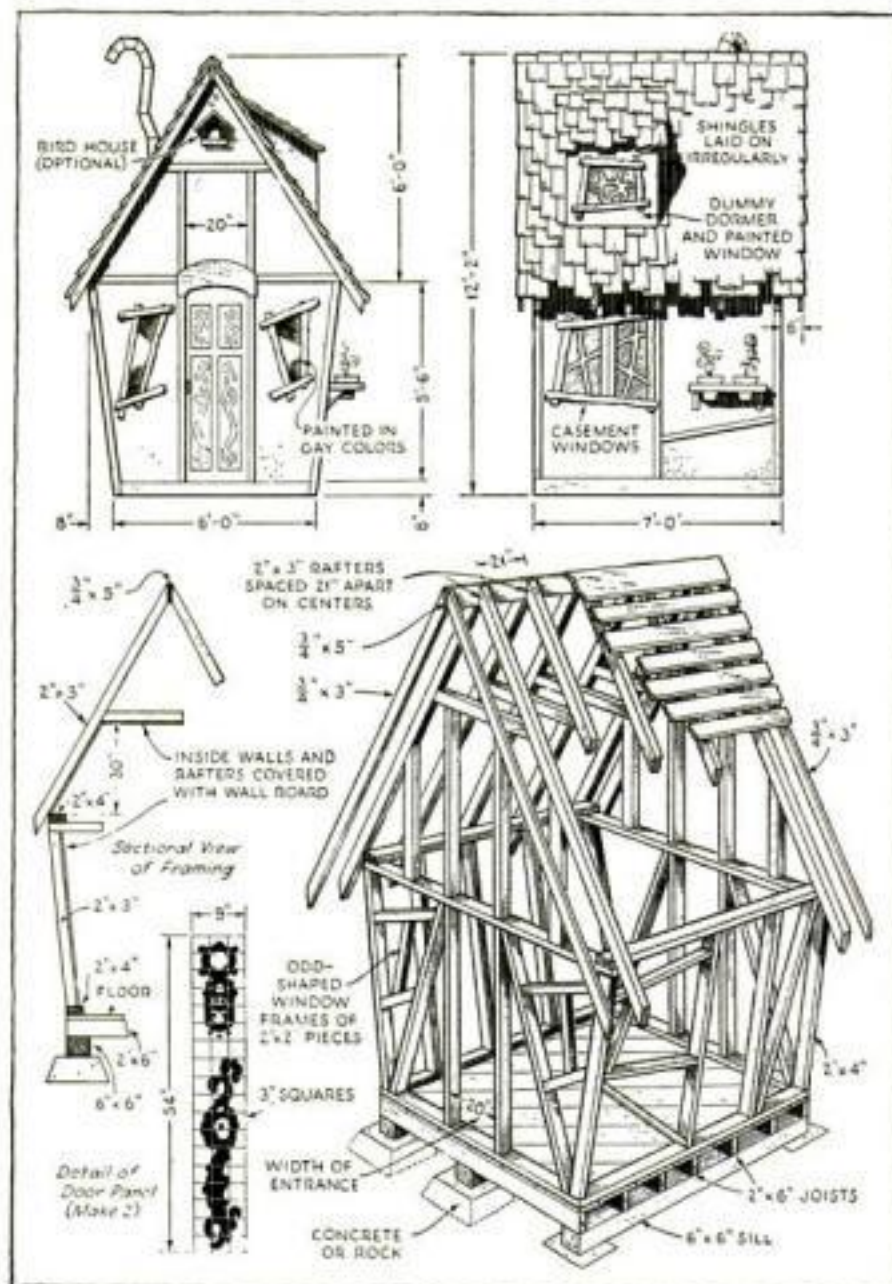 BIRD HOUSE
(OPTIONAL)
20"
6'-0"
5'-6"
PAINTED IN
GAY COLORS
8"
6'-0"
6"
12'-2"
SHINGLES
LAID ON
IRREGULARLY
DUMMY
DORMER
AND PAINTED
WINDOW
6"
CASEMENT
WINDOWS
7'-0"
3/4" x 5"
2" x 3"
30"
INSIDE WALLS AND
RAFTERS COVERED
WITH WALL BOARD
2" x 4"
Sectional View
of Framing
2" x 3"
2" x 4"
FLOOR
2" x 6"
6" x 6"
9"
54"
3" SQUARES
Detail of
Door Panel
(Make 2)
2" x 3" RAFTERS
SPACED 21" APART
ON CENTERS
21"
3/4" x 5"
x 3"
x 3"
ODD-
SHAPED
WINDOW
FRAMES OF
2" x 2" PIECES
2" x 4"
20"
WIDTH OF
ENTRANCE
2" x 6" JOISTS
CONCRETE
OR ROCK
6" x 6" SILL